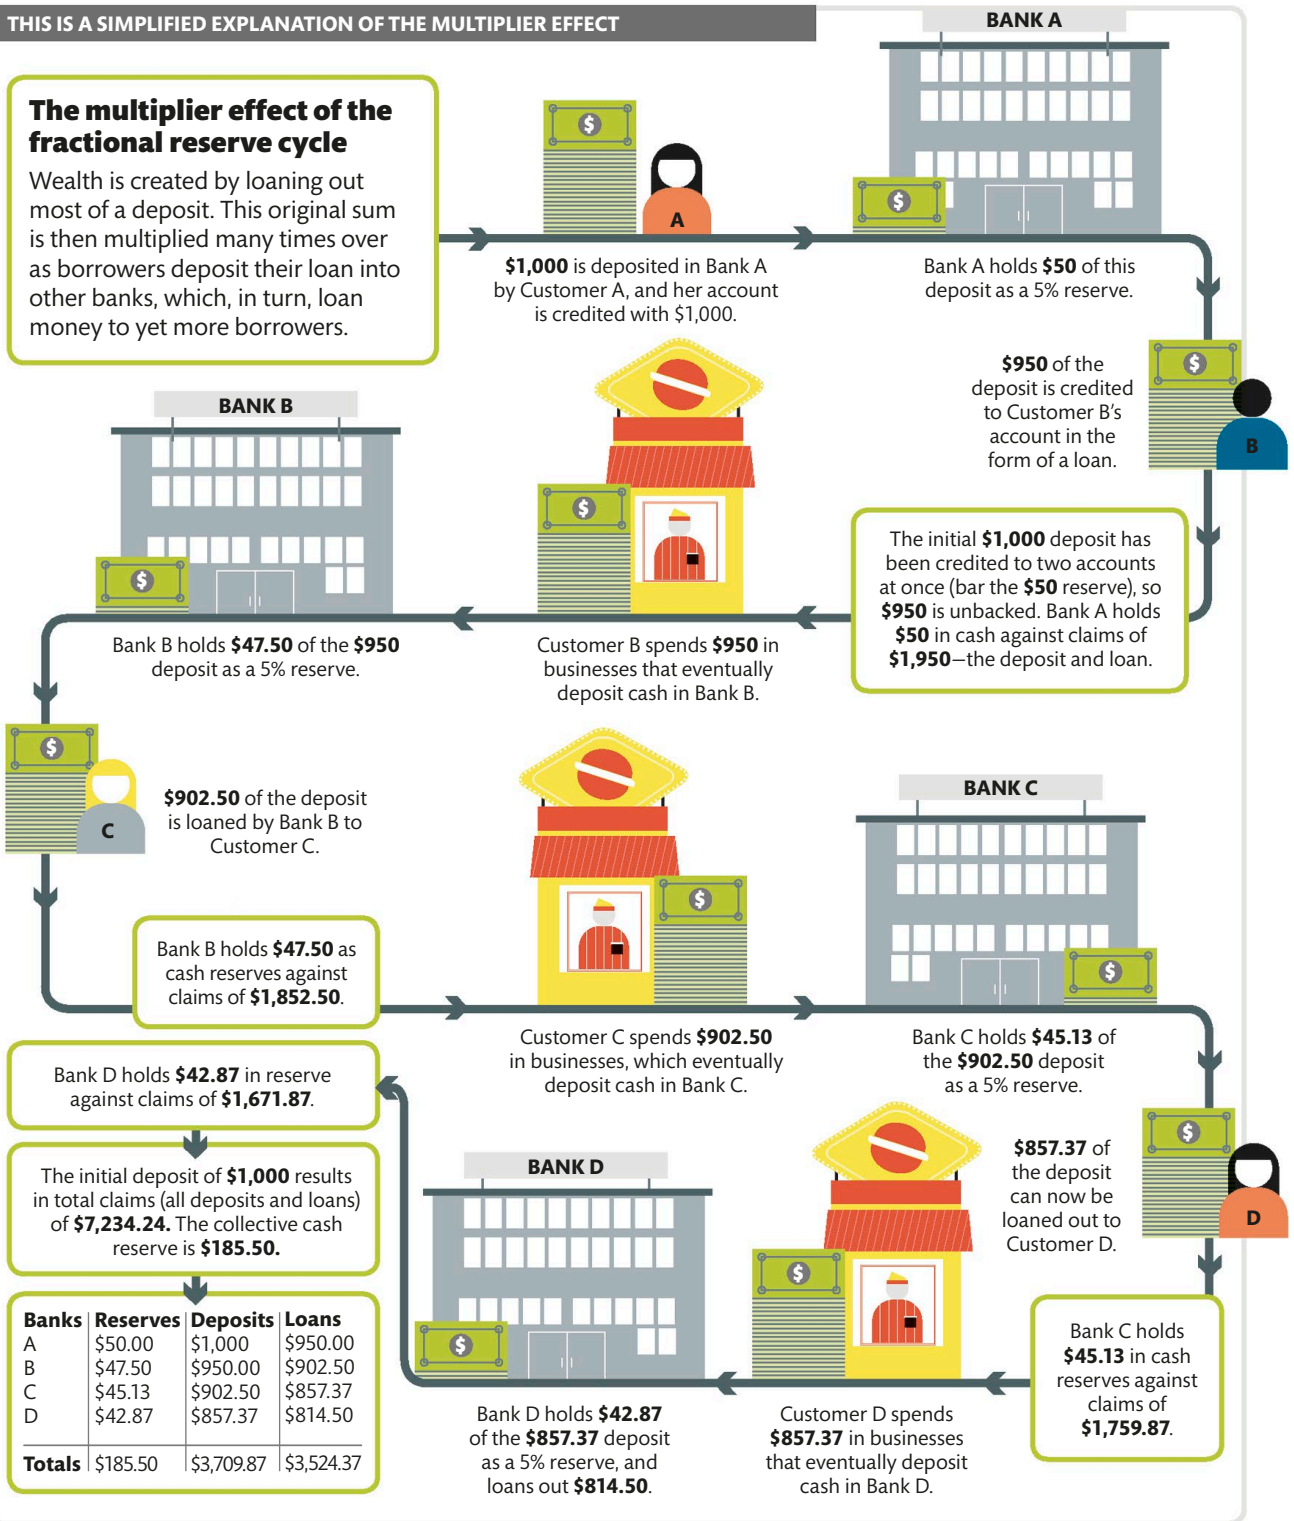 THIS IS A SIMPLIFIED EXPLANATION OF THE MULTIPLIER EFFECT
The multiplier effect of the
fractional reserve cycle
Wealth is created by loaning out
most of a deposit. This original sum
is then multiplied many times over
as borrowers deposit their loan into
other banks, which, in turn, loan
money to yet more borrowers.
$
A
$1,000 is deposited in Bank A
by Customer A, and her account
is credited with $1,000.
BANK A
$
Bank A holds $50 of this
deposit as a 5% reserve.
$950 of the
deposit is credited
to Customer B's
account in the
form of a loan.
$
B
The initial $1,000 deposit has
been credited to two accounts
at once (bar the $50 reserve), so
$950 is unbacked. Bank A holds
$50 in cash against claims of
$1,950—the deposit and loan.
$
Customer B spends $950 in
businesses that eventually
deposit cash in Bank B.
BANK B
$
Bank B holds $47.50 of the $950
deposit as a 5% reserve.
$
C
$902.50 of the deposit
is loaned by Bank B to
Customer C.
Bank B holds $47.50 as
cash reserves against
claims of $1,852.50.
$
Customer C spends $902.50
in businesses, which eventually
deposit cash in Bank C.
BANK C
$
Bank C holds $45.13 of
the $902.50 deposit
as a 5% reserve.
$857.37 of
the deposit
can now be
loaned out to
Customer D.
$
D
Bank C holds
$45.13 in cash
reserves against
claims of
$1,759.87.
$
Customer D spends
$857.37 in businesses
that eventually deposit
cash in Bank D.
BANK D
$
Bank D holds $42.87
of the $857.37 deposit
as a 5% reserve, and
loans out $814.50.
Bank D holds $42.87 in reserve
against claims of $1,671.87.
The initial deposit of $1,000 results
in total claims (all deposits and loans)
of $7,234.24. The collective cash
reserve is $185.50.
Banks Reserves Deposits Loans
A $50.00 $1,000 $950.00
B $47.50 $950.00 $902.50
C $45.13 $902.50 $857.37
D $42.87 $857.37 $814.50
Totals $185.50 $3,709.87 $3,524.37